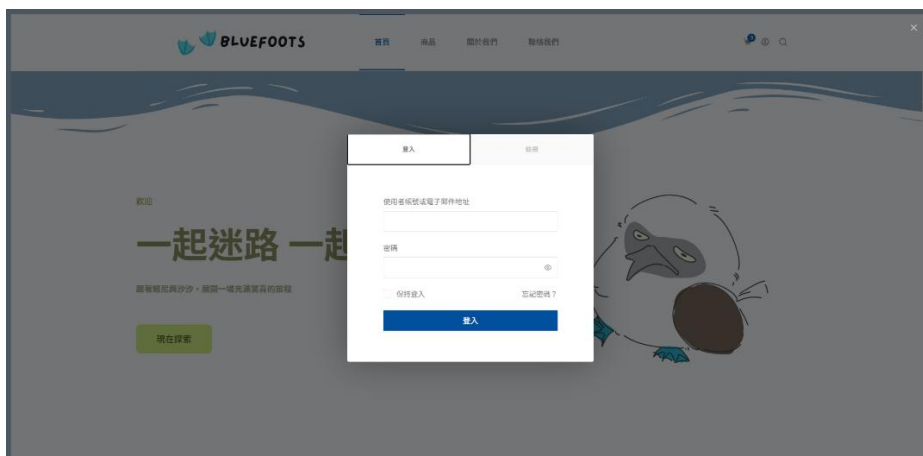 BLUEFOOTS
首頁
商品
關於我們
聯絡我們
登入
註冊
歡迎
一起迷路 一起
使用者帳號或電子郵件地址
密碼
保持登入
忘記密碼？
登入
現在探索